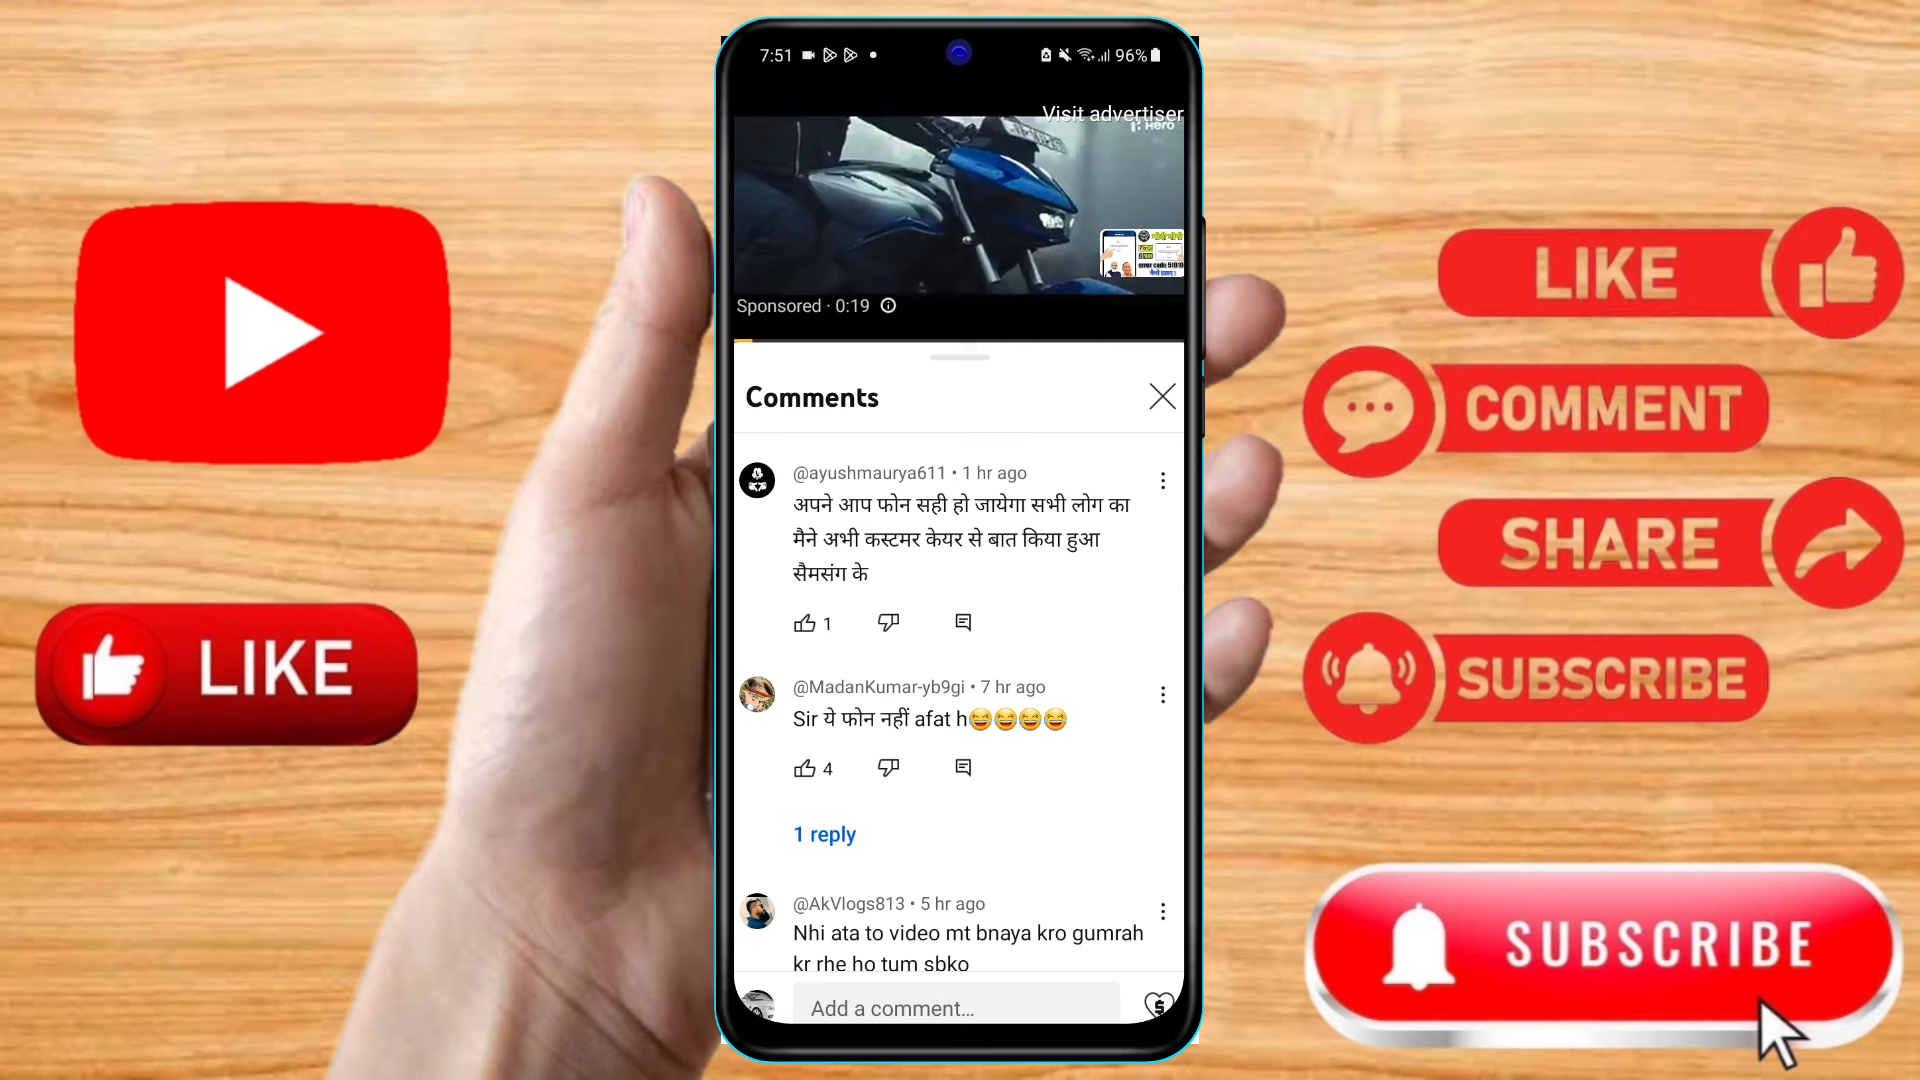 7:51
96%
Visit advertiser
Hero
Sponsored · 0:19
Comments
@ayushmaurya611 • 1 hr ago
अपने आप फोन सही हो जायेगा सभी लोग का
मैने अभी कस्टमर केयर से बात किया हुआ
सैमसंग के
1
@MadanKumar-yb9gi • 7 hr ago
Sir ये फोन नहीं afat h😂😂😂😂
4
1 reply
@AkVlogs813 • 5 hr ago
Nhi ata to video mt bnaya kro gumrah
kr rhe ho tum sbko
Add a comment...
LIKE
LIKE
COMMENT
SHARE
SUBSCRIBE
SUBSCRIBE